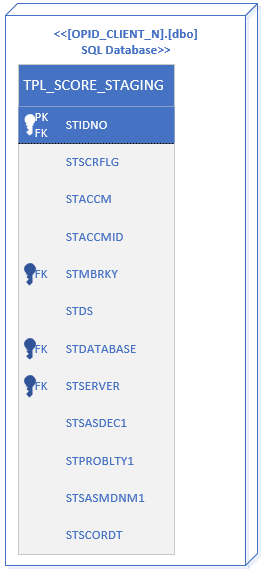 <<[OPID_CLIENT_N].[dbo]
SQL Database>>
TPL_SCORE_STAGING
PK
FK STIDNO
STSCRFLG
STACCM
STACCMID
FK STMBRKY
STDS
FK STDATABASE
FK STSERVER
STSASDEC1
STPROBLTY1
STSASMDNM1
STSCORDT